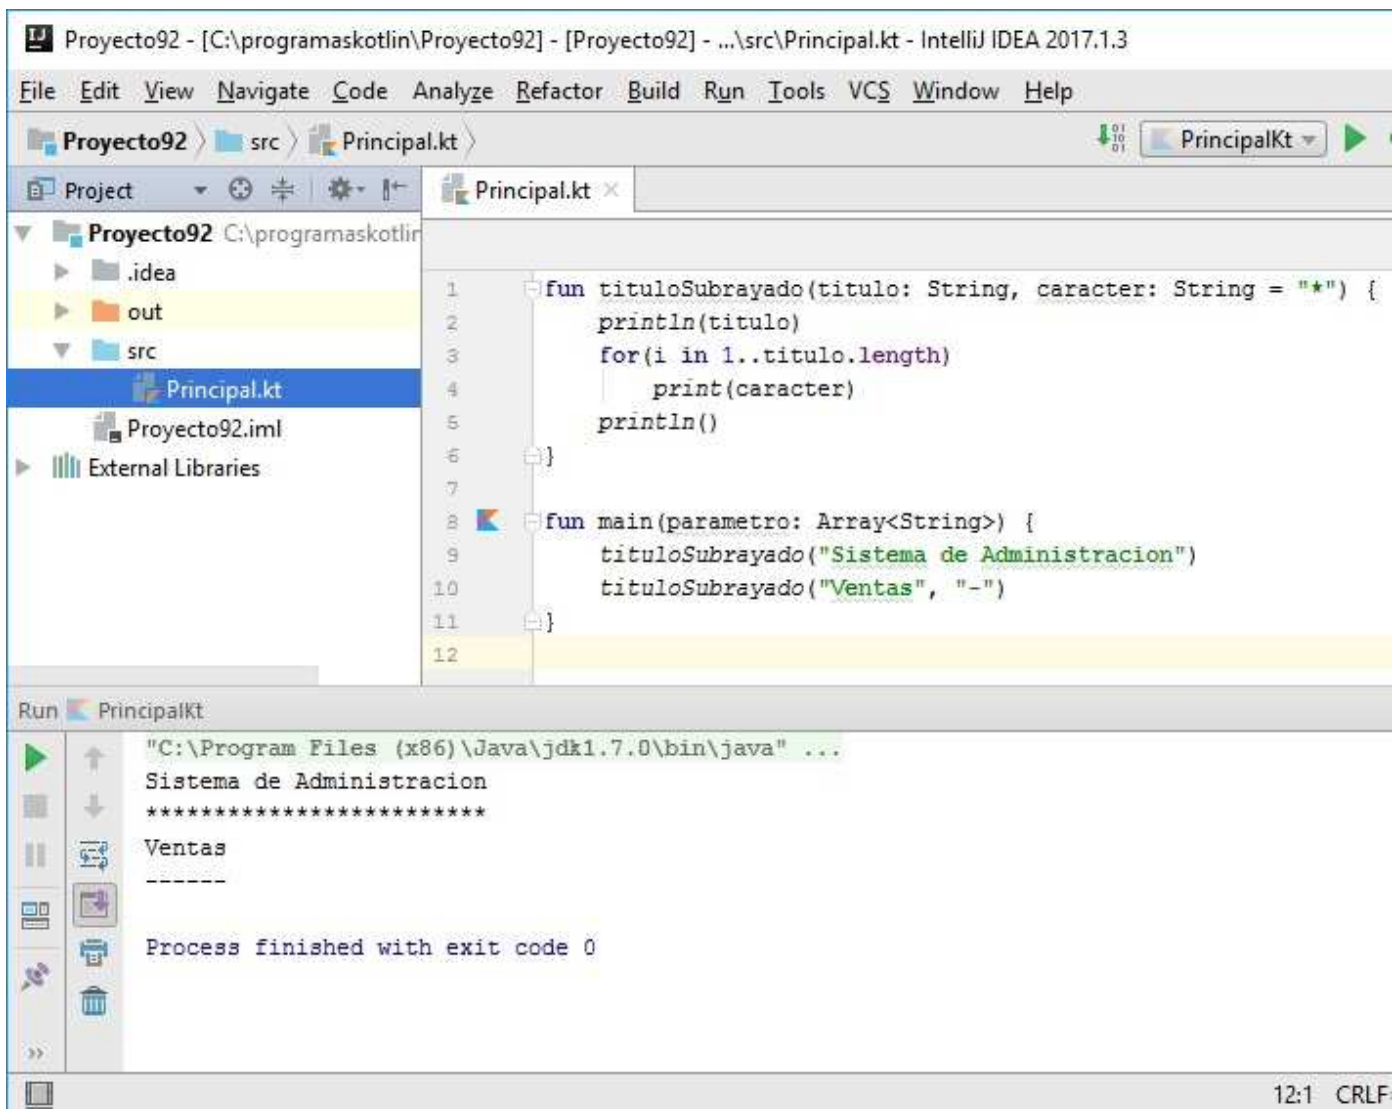 Proyecto92 - [C:\programaskotlin\Proyecto92] - [Proyecto92] - ...\src\Principal.kt - IntelliJ IDEA 2017.1.3
File Edit View Navigate Code Analyze Refactor Build Run Tools VCS Window Help
Proyecto92 src Principal.kt PrincipalKt
Project Principal.kt
Proyecto92 C:\programaskotlin
.idea
out
src
Principal.kt
Proyecto92.iml
External Libraries
1 fun tituloSubrayado(titulo: String, caracter: String = "*") {
2 println(titulo)
3 for(i in 1..titulo.length)
4 print(caracter)
5 println()
6 }
7
8 fun main(parametro: Array<String>) {
9 tituloSubrayado("Sistema de Administracion")
10 tituloSubrayado("Ventas", "-")
11 }
12
Run PrincipalKt
"C:\Program Files (x86)\Java\jdk1.7.0\bin\java" ...
Sistema de Administracion
*************************
Ventas
------
Process finished with exit code 0
12:1 CRLF